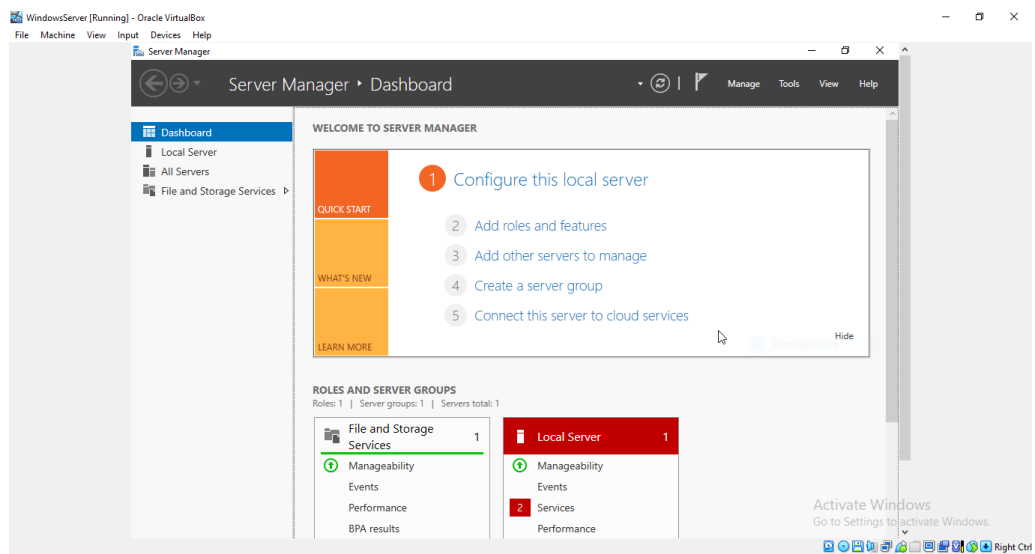 WindowsServer [Running] - Oracle VirtualBox
File Machine View Input Devices Help
Server Manager
Server Manager • Dashboard
Manage Tools View Help
Dashboard
Local Server
All Servers
File and Storage Services
WELCOME TO SERVER MANAGER
QUICK START
WHAT'S NEW
LEARN MORE
1 Configure this local server
2 Add roles and features
3 Add other servers to manage
4 Create a server group
5 Connect this server to cloud services
Hide
ROLES AND SERVER GROUPS
Roles: 1 | Server groups: 1 | Servers total: 1
File and Storage
Services 1
Manageability
Events
Performance
BPA results
Local Server 1
Manageability
Events
2 Services
Performance
Activate Windows
Go to Settings to activate Windows.
Right Ctrl